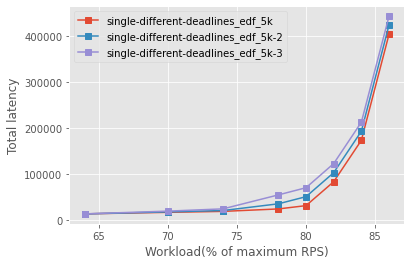 single-different-deadlines_edf_5k
single-different-deadlines_edf_5k-2
single-different-deadlines_edf_5k-3
Total latency
400000
300000
200000
100000
0
65 70 75 80 85
Workload(% of maximum RPS)